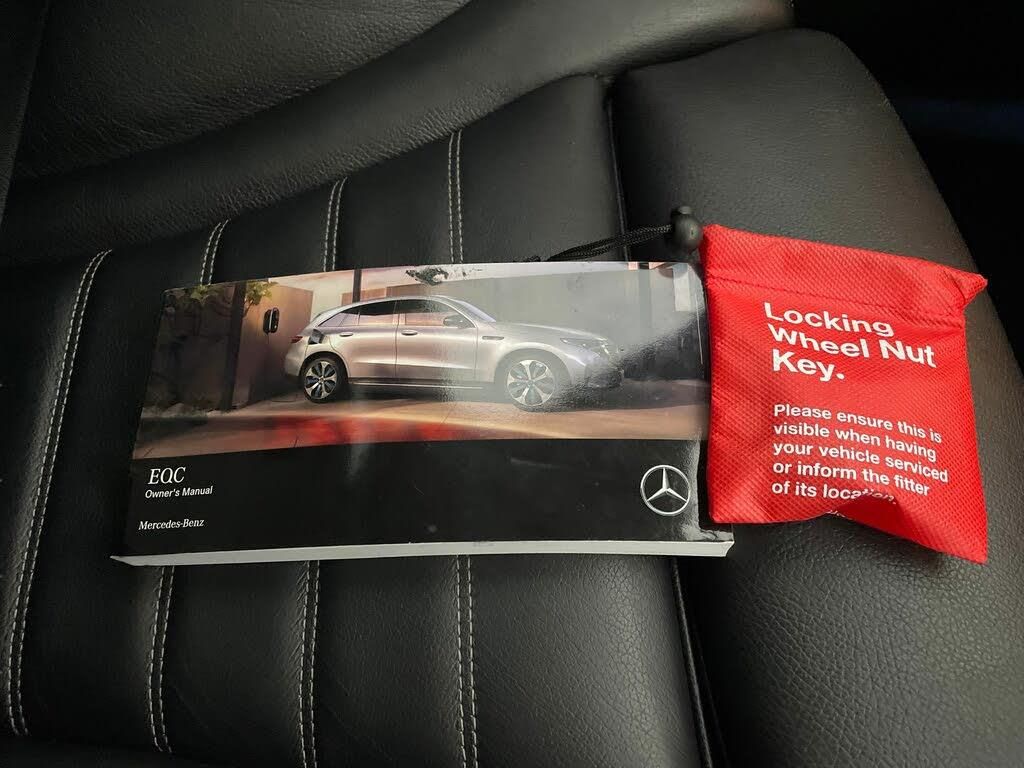 EQC
Owner's Manual
Mercedes-Benz
Locking
Wheel Nut
Key.
Please ensure this is
visible when having
your vehicle serviced
or inform the fitter
of its location.